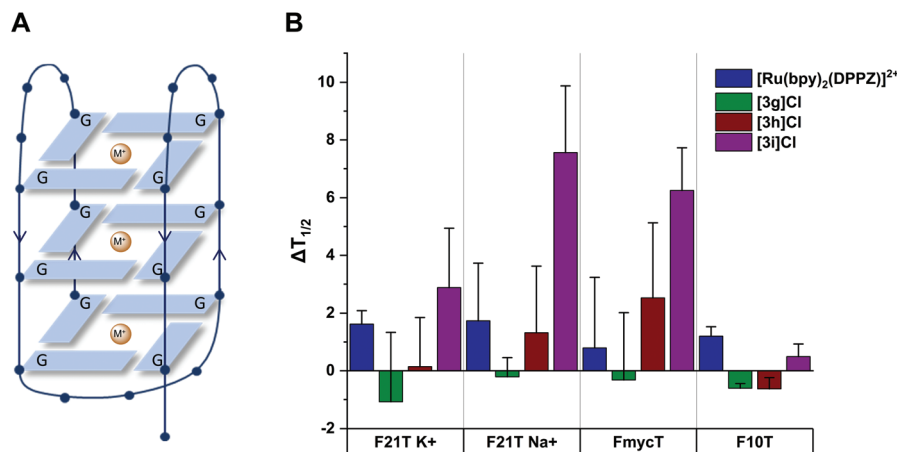 A
G
G
M+
G
G
G
G
M+
G
G
G
G
M+
G
G
B
ΔT1/2
10
8
6
4
2
0
-2
[Ru(bpy)2(DPPZ)]2+
[3g]Cl
[3h]Cl
[3i]Cl
F21T K+
F21T Na+
FmycT
F10T